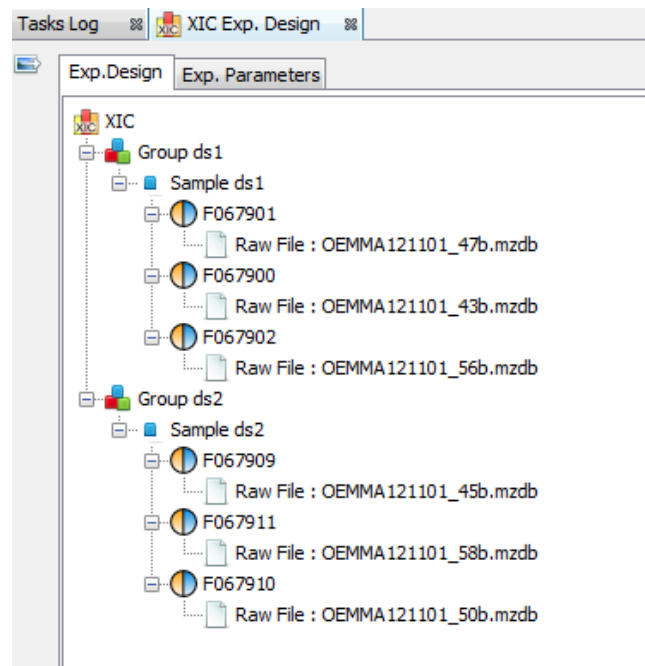 Tasks Log XIC XIC Exp. Design
Exp.Design Exp. Parameters
XIC XIC
Group ds1
Sample ds1
F067901
Raw File : OEMMA121101_47b.mzdb
F067900
Raw File : OEMMA121101_43b.mzdb
F067902
Raw File : OEMMA121101_56b.mzdb
Group ds2
Sample ds2
F067909
Raw File : OEMMA121101_45b.mzdb
F067911
Raw File : OEMMA121101_58b.mzdb
F067910
Raw File : OEMMA121101_50b.mzdb